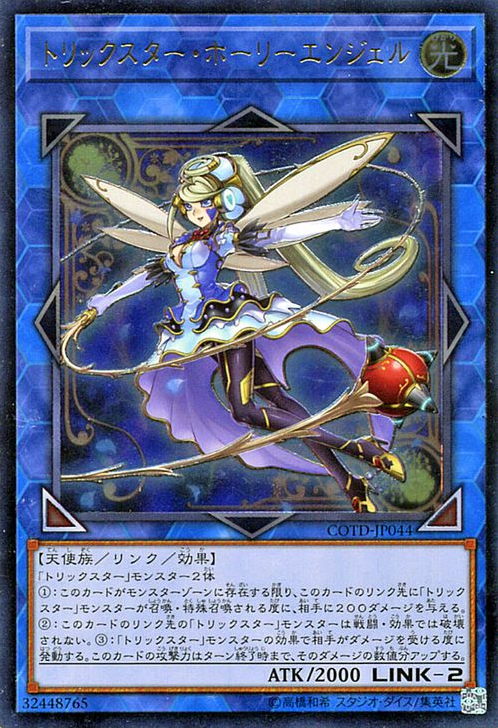 トリックスター・ホーリーエンジェル
光
COTD-JP044
【天使族／リンク／効果】
「トリックスター」モンスター２体
①：このカードがモンスターゾーンに存在する限り、このカードのリンク先に「トリック
スター」モンスターが召喚・特殊召喚される度に、相手に２００ダメージを与える。
②：このカードのリンク先の「トリックスター」モンスターは戦闘・効果では破壊
されない。③：「トリックスター」モンスターの効果で相手がダメージを受ける度に
発動する。このカードの攻撃力はターン終了時まで、そのダメージの数値分アップする。
ATK/2000 LINK-2
32448765
©高橋和希 スタジオ・ダイス/集英社